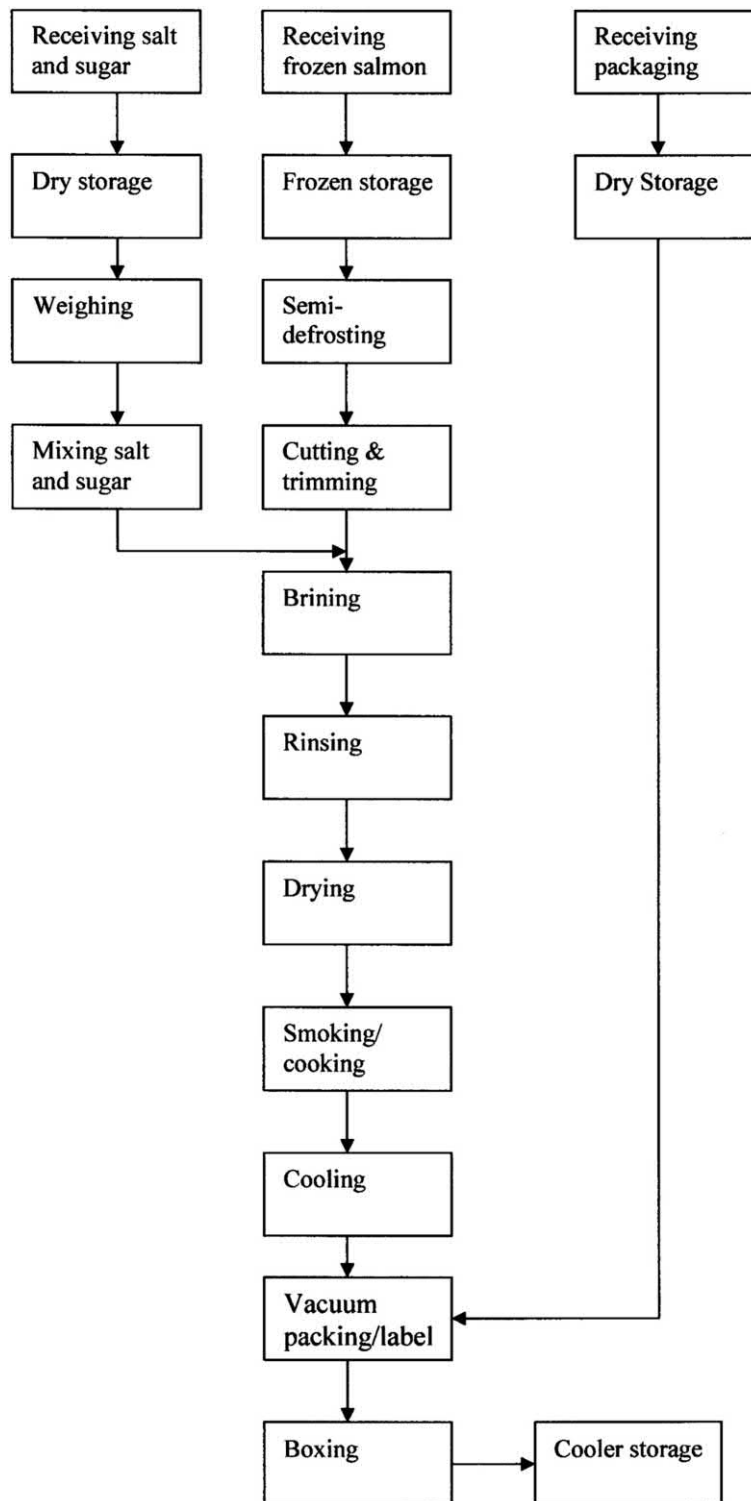 Receiving salt
and sugar
Receiving
frozen salmon
Receiving
packaging
Dry storage
Frozen storage
Dry Storage
Weighing
Semi-
defrosting
Mixing salt
and sugar
Cutting &
trimming
Brining
Rinsing
Drying
Smoking/
cooking
Cooling
Vacuum
packing/label
Boxing
Cooler storage